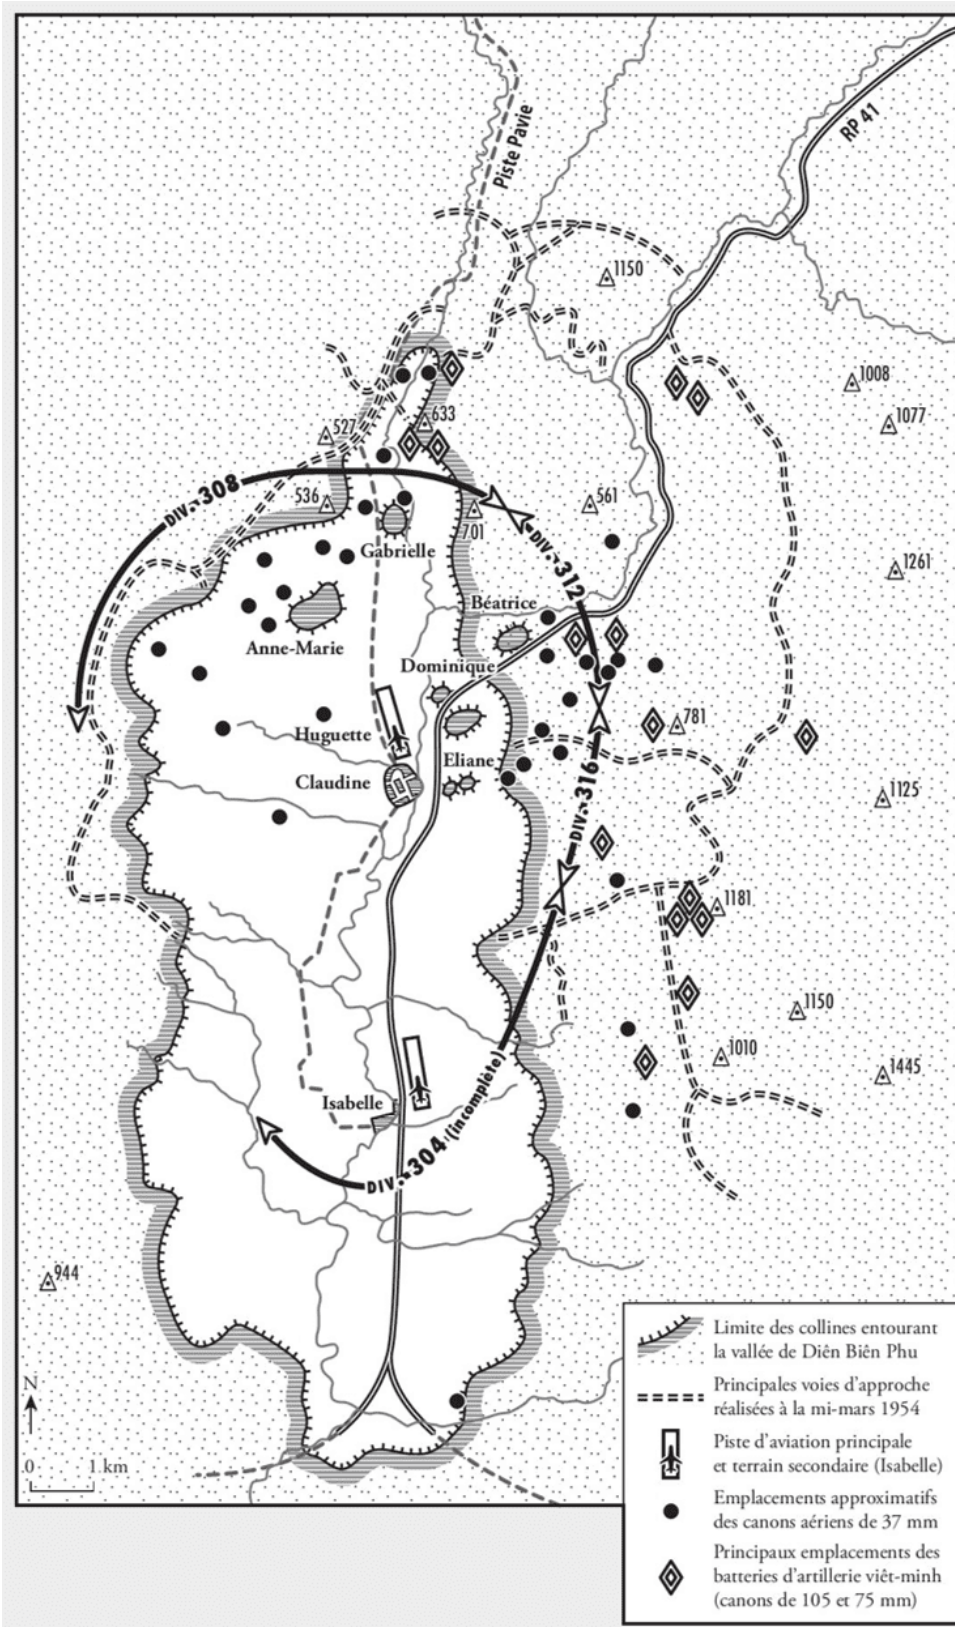 Piste Pavie
RP 41
1150
1008
1077
633
527
DIV. 308
536
561
701
Gabrielle
DIV. 312
1261
Béatrice
Anne-Marie
Dominique
781
Huguette
Eliane
Claudine
DIV. 316
1125
1181
1150
1010
1445
Isabelle
DIV. 304 (incomplète)
944
N
0 1 km
Limite des collines entourant
la vallée de Diên Biên Phu
Principales voies d'approche
réalisées à la mi-mars 1954
Piste d'aviation principale
et terrain secondaire (Isabelle)
Emplacements approximatifs
des canons aériens de 37 mm
Principaux emplacements des
batteries d'artillerie viêt-minh
(canons de 105 et 75 mm)